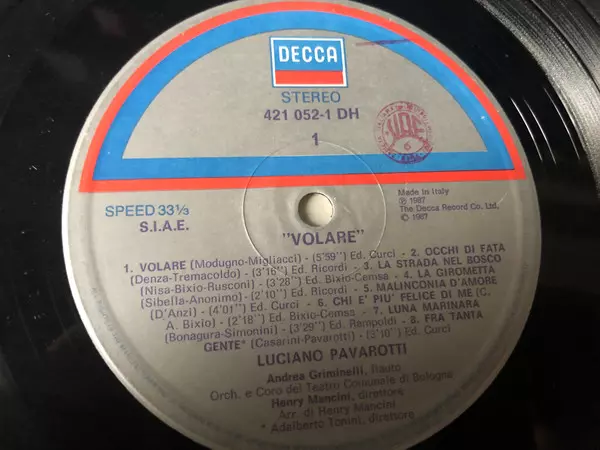 DECCA
STEREO
421 052-1 DH
1
SPEED 33⅓
S.I.A.E.
Made in Italy
℗ 1987
The Decca Record Co. Ltd.
© 1987
"VOLARE"
1. VOLARE (Modugno-Migliacci) - (5'59") Ed. Curci - 2. OCCHI DI FATA
(Denza-Tremacoldo) - (3'16") Ed. Ricordi - 3. LA STRADA NEL BOSCO
(Nisa-Bixio-Rusconi) - (3'28") Ed. Bixio-Cemsa - 4. LA GIROMETTA
(Sibella-Anonimo) - (2'10") Ed. Ricordi - 5. MALINCONIA D'AMORE
(D'Anzi) - (4'01") Ed. Curci - 6. CHI E' PIU' FELICE DI ME (C.
A. Bixio) - (2'18") Ed. Bixio-Cemsa - 7. LUNA MARINARA
(Bonagura-Simonini) - (3'29") Ed. Rampoldi - 8. FRA TANTA
GENTE* (Casarini-Pavarotti) - (3'10") Ed. Curci
LUCIANO PAVAROTTI
Andrea Griminelli, flauto
Orch. e Coro del Teatro Comunale di Bologna
Henry Mancini, direttore
Arr. di Henry Mancini
* Adalberto Tonini, direttore